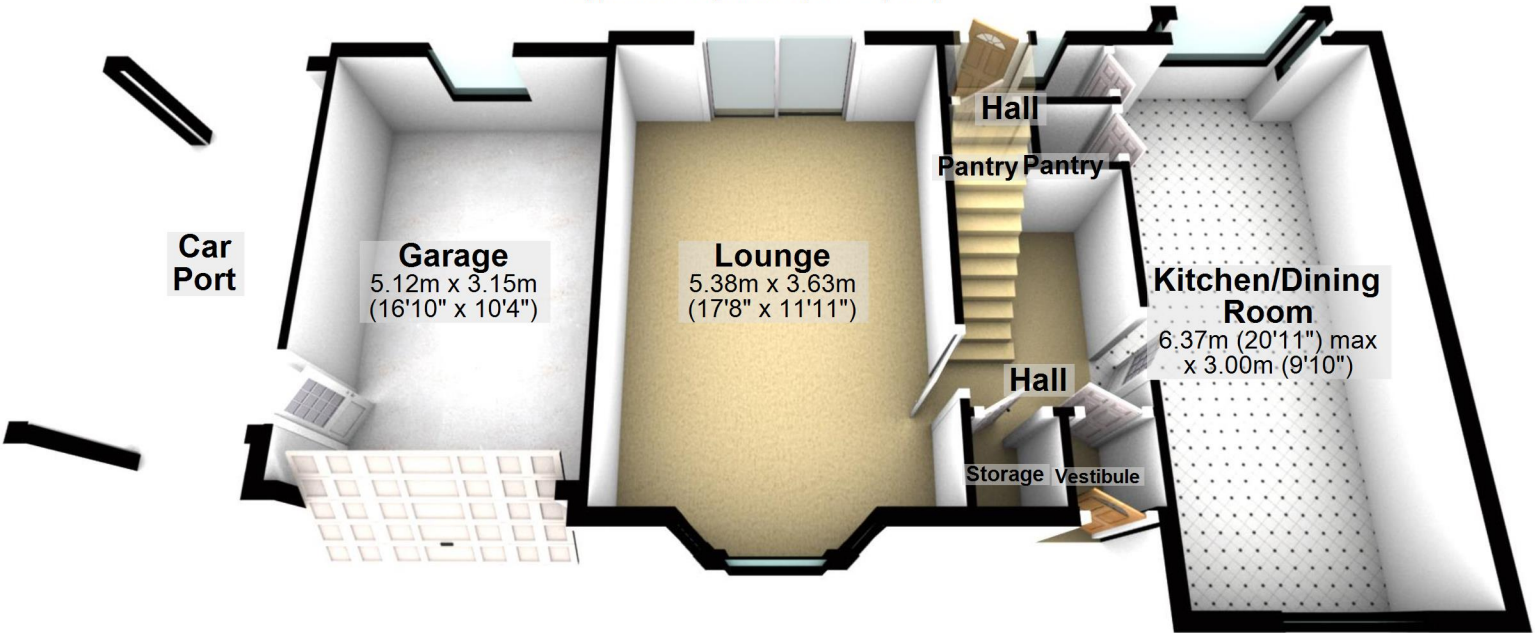 Car
Port
Garage
5.12m x 3.15m
(16'10" x 10'4")
Lounge
5.38m x 3.63m
(17'8" x 11'11")
Hall
Pantry
Pantry
Kitchen/Dining
Room
6.37m (20'11") max
x 3.00m (9'10")
Hall
Storage
Vestibule